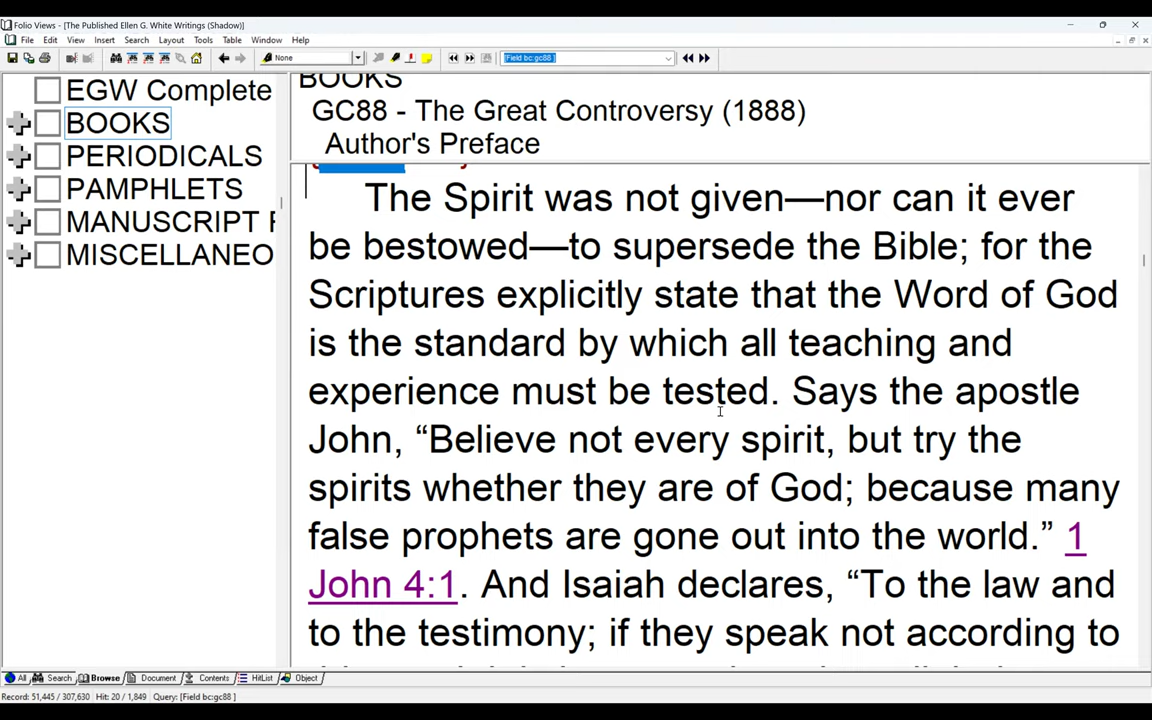 Folio Views - [The Published Ellen G. White Writings (Shadow)]
File Edit View Insert Search Layout Tools Table Window Help
None
[Field bc:gc88 ]
EGW Complete
BOOKS
PERIODICALS
PAMPHLETS
MANUSCRIPT
MISCELLANEO
BOOKS
GC88 - The Great Controversy (1888)
Author's Preface
The Spirit was not given—nor can it ever
be bestowed—to supersede the Bible; for the
Scriptures explicitly state that the Word of God
is the standard by which all teaching and
experience must be tested. Says the apostle
John, “Believe not every spirit, but try the
spirits whether they are of God; because many
false prophets are gone out into the world.” 1
John 4:1. And Isaiah declares, “To the law and
to the testimony; if they speak not according to
All Search Browse Document Contents HitList Object
Record: 51,445 / 307,630 Hit: 20 / 1,849 Query: [Field bc:gc88 ]